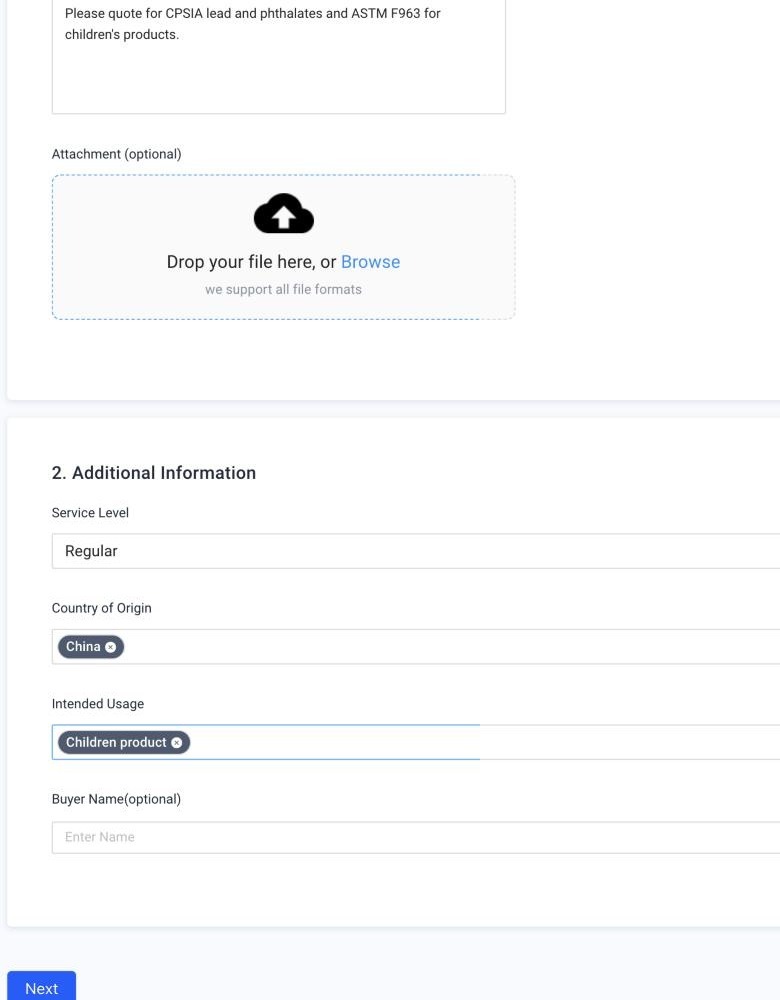 Please quote for CPSIA lead and phthalates and ASTM F963 for
children's products.
Attachment (optional)
Drop your file here, or Browse
we support all file formats
2. Additional Information
Service Level
Regular
Country of Origin
China
Intended Usage
Children product
Buyer Name(optional)
Enter Name
Next